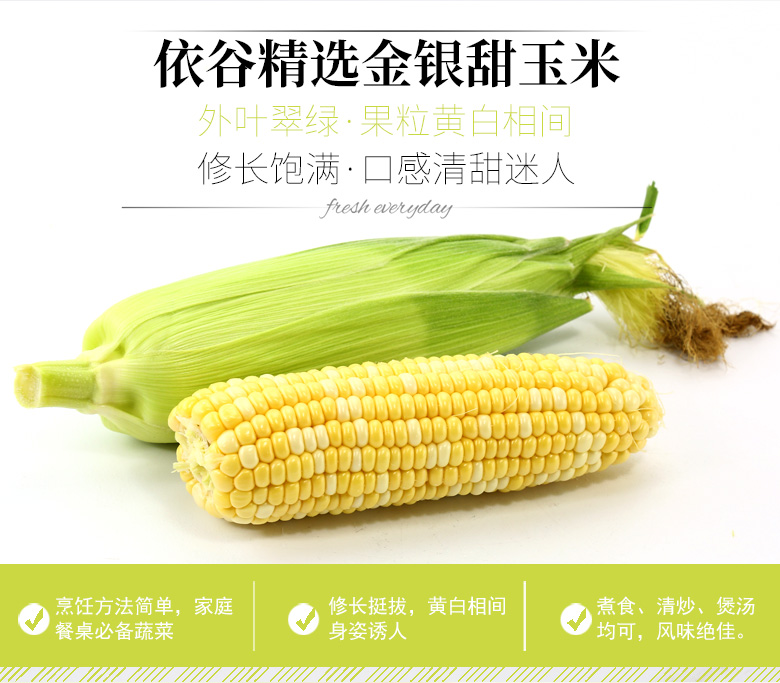 依谷精选金银甜玉米
外叶翠绿·果粒黄白相间
修长饱满·口感清甜迷人
fresh everyday
烹饪方法简单，家庭
餐桌必备蔬菜
修长挺拔，黄白相间
身姿诱人
煮食、清炒、煲汤
均可，风味绝佳。